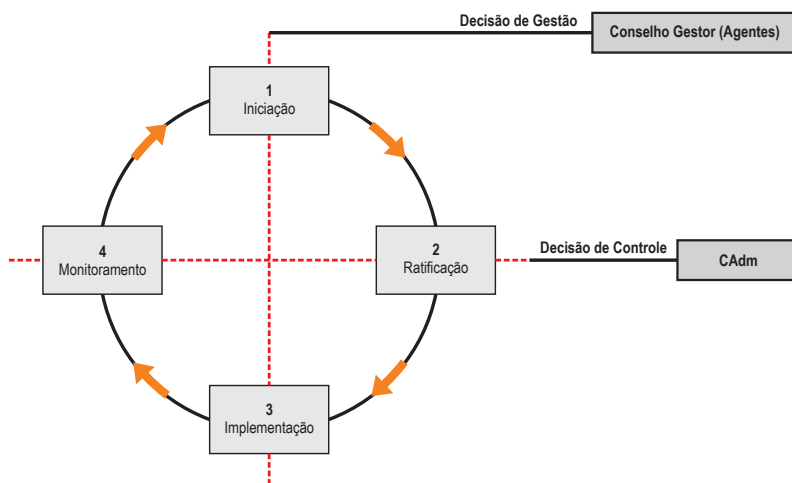 Decisão de Gestão
Conselho Gestor (Agentes)
1
Iniciação
4
Monitoramento
2
Ratificação
Decisão de Controle
CAdm
3
Implementação